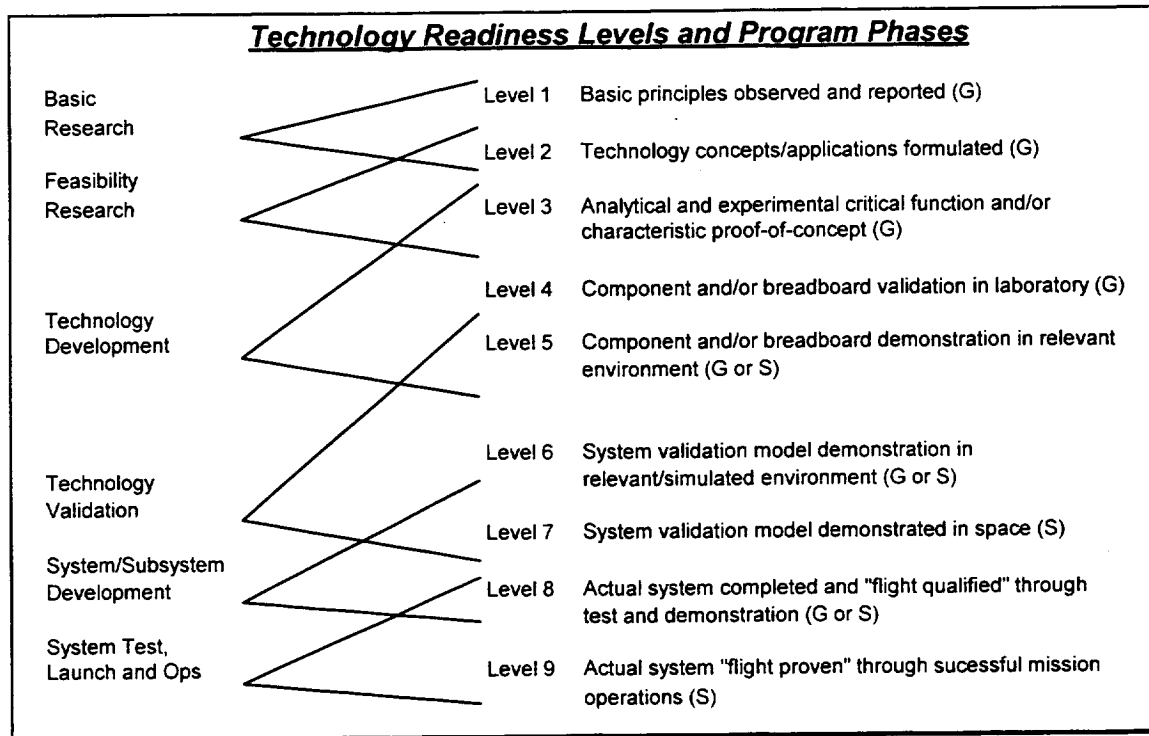 Technology Readiness Levels and Program Phases
Basic
Research
Feasibility
Research
Technology
Development
Technology
Validation
System/Subsystem
Development
System Test,
Launch and Ops
Level 1 Basic principles observed and reported (G)
Level 2 Technology concepts/applications formulated (G)
Level 3 Analytical and experimental critical function and/or
characteristic proof-of-concept (G)
Level 4 Component and/or breadboard validation in laboratory (G)
Level 5 Component and/or breadboard demonstration in relevant
environment (G or S)
Level 6 System validation model demonstration in
relevant/simulated environment (G or S)
Level 7 System validation model demonstrated in space (S)
Level 8 Actual system completed and "flight qualified" through
test and demonstration (G or S)
Level 9 Actual system "flight proven" through sucessful mission
operations (S)